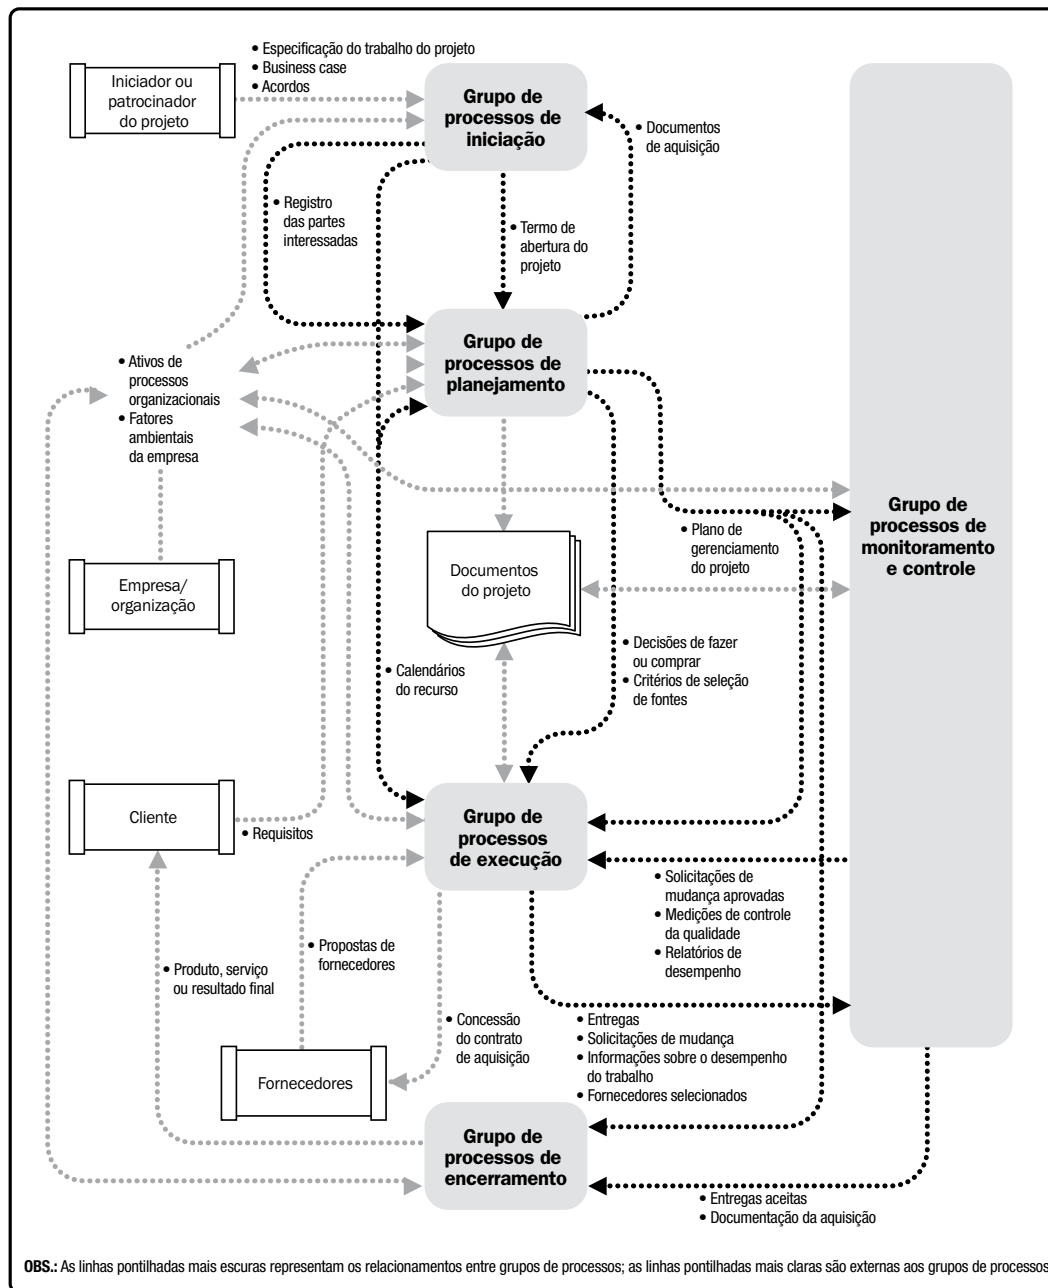 • Especificação do trabalho do projeto
• Business case
• Acordos
Iniciador ou
patrocinador
do projeto
Grupo de
processos de
iniciação
• Documentos
de aquisição
• Registro
das partes
interessadas
• Termo de
abertura do
projeto
Grupo de
processos de
planejamento
• Ativos de
processos
organizacionais
• Fatores
ambientais
da empresa
Grupo de
processos de
monitoramento
e controle
• Plano de
gerenciamento
do projeto
Empresa/
organização
Documentos
do projeto
• Decisões de fazer
ou comprar
• Critérios de seleção
de fontes
• Calendários
do recurso
Cliente
• Requisitos
Grupo de
processos
de execução
• Solicitações de
mudança aprovadas
• Medições de controle
da qualidade
• Relatórios de
desempenho
• Propostas de
fornecedores
• Produto, serviço
ou resultado final
• Concessão
do contrato
de aquisição
• Entregas
• Solicitações de mudança
• Informações sobre o desempenho
do trabalho
• Fornecedores selecionados
Fornecedores
Grupo de
processos de
encerramento
• Entregas aceitas
• Documentação da aquisição
OBS.: As linhas pontilhadas mais escuras representam os relacionamentos entre grupos de processos; as linhas pontilhadas mais claras são externas aos grupos de processos